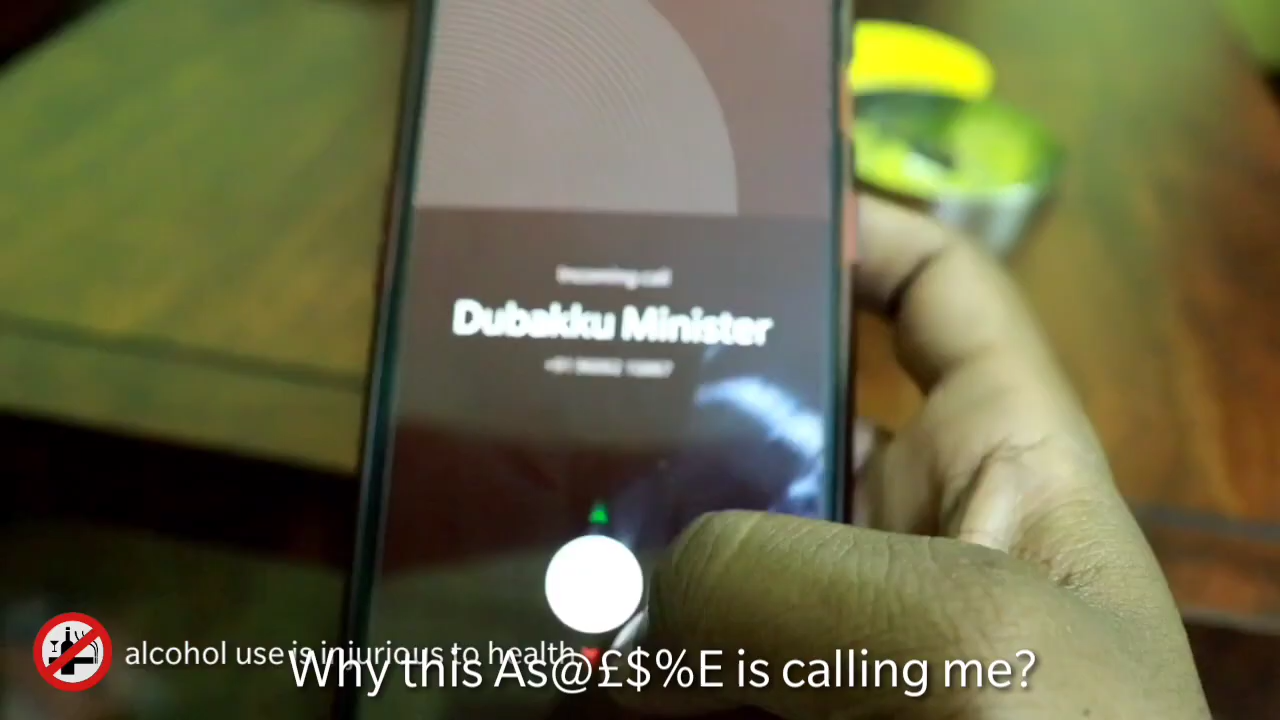 Incoming call
Dubakku Minister
alcohol use is injurious to health
Why this As@£$%E is calling me?